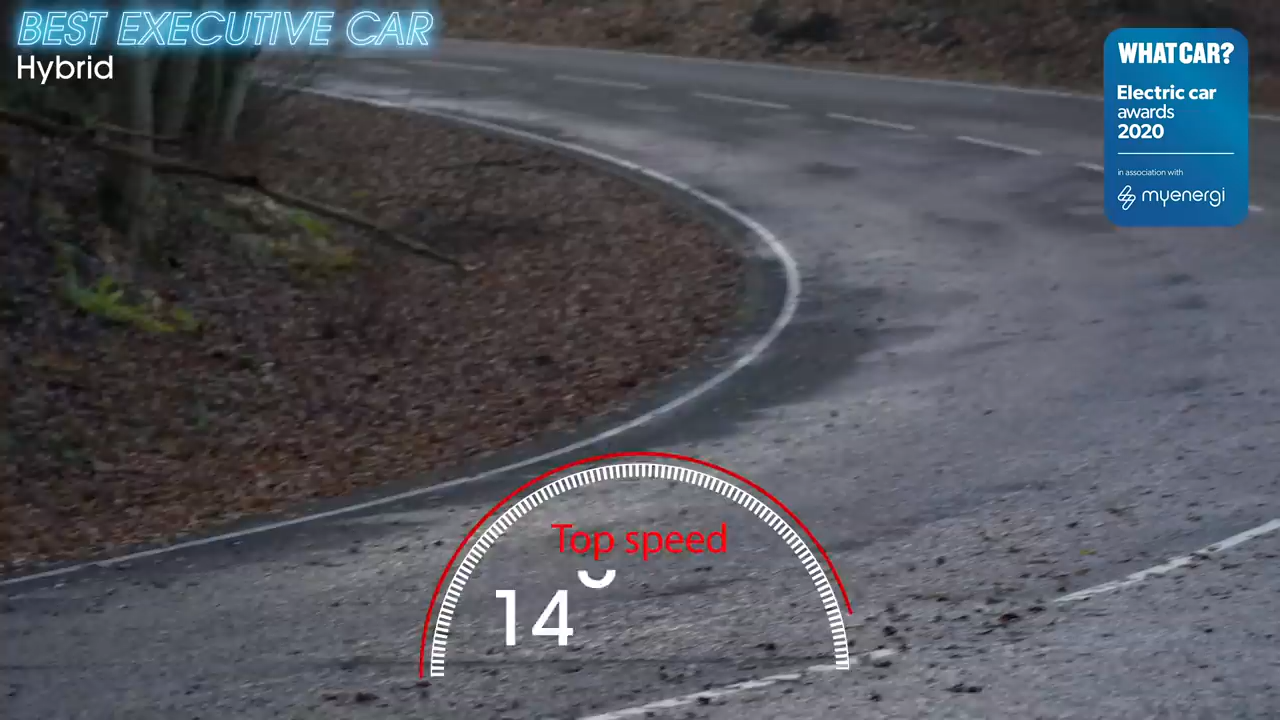 BEST EXECUTIVE CAR
Hybrid
WHAT CAR?
Electric car
awards
2020
in association with
myenergi
Top speed
14